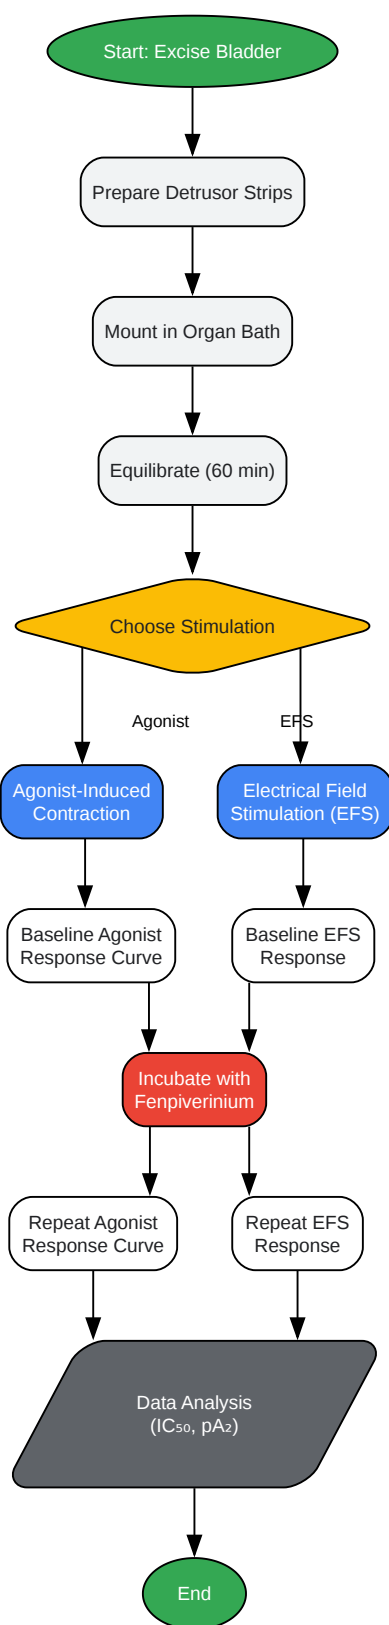 Start: Excise Bladder
Prepare Detrusor Strips
Mount in Organ Bath
Equilibrate (60 min)
Choose Stimulation
Agonist
EFS
Agonist-Induced
Contraction
Electrical Field
Stimulation (EFS)
Baseline Agonist
Response Curve
Baseline EFS
Response
Incubate with
Fenpiverinium
Repeat Agonist
Response Curve
Repeat EFS
Response
Data Analysis
(IC₅₀, pA₂)
End